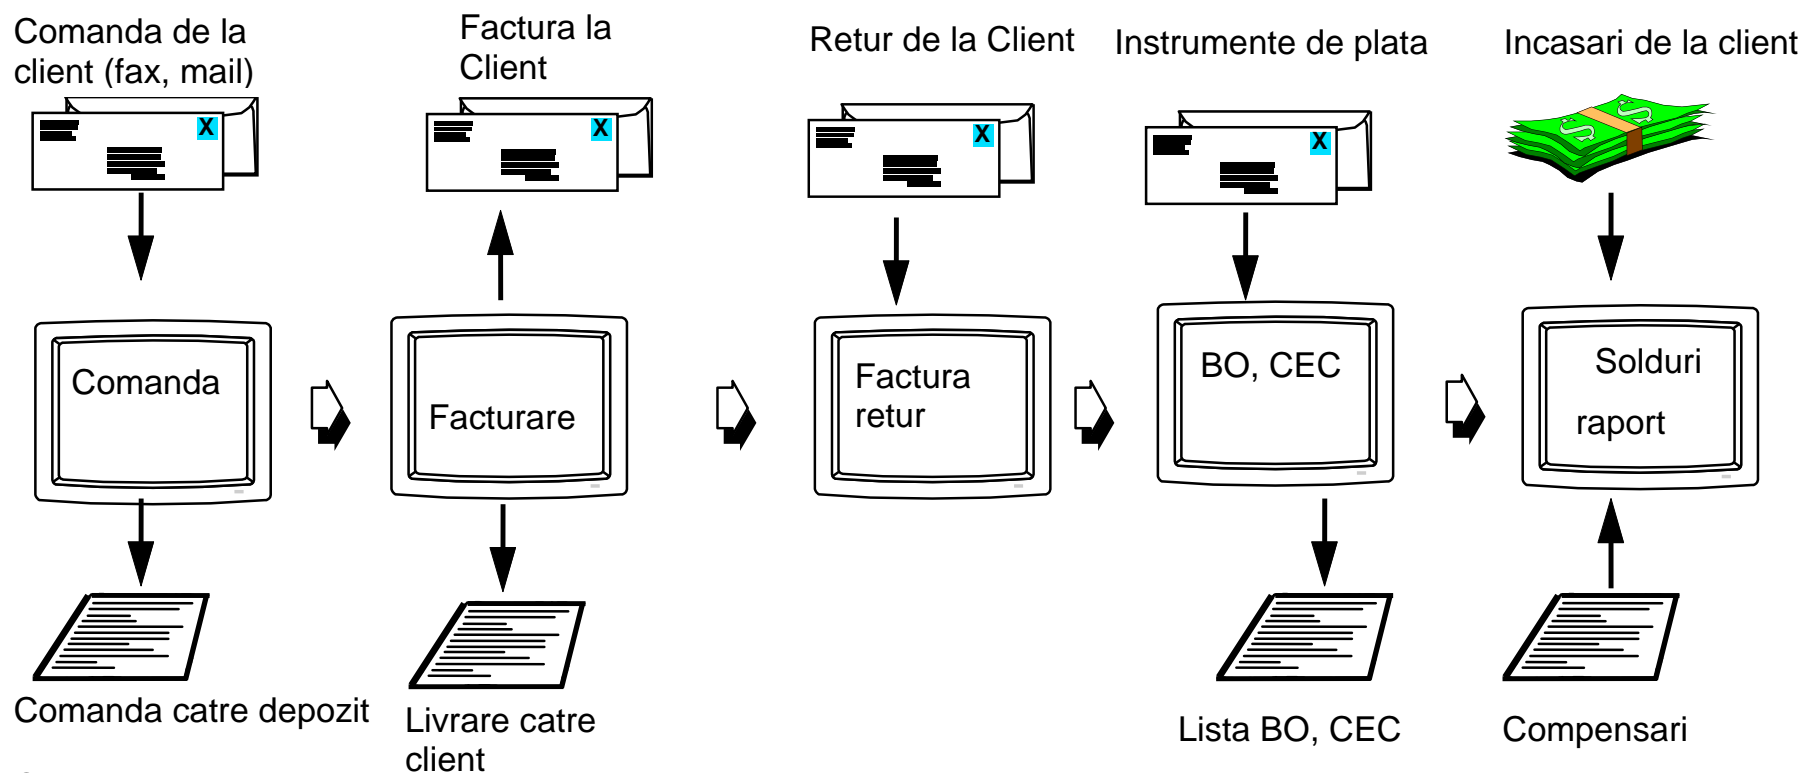 Comanda de la
client (fax, mail)
Factura la
Client
Retur de la Client
Instrumente de plata
Incasari de la client
X
X
X
X
$ $
Comanda
Facturare
Factura
retur
BO, CEC
Solduri
raport
Comanda catre depozit
Livrare catre
client
Lista BO, CEC
Compensari